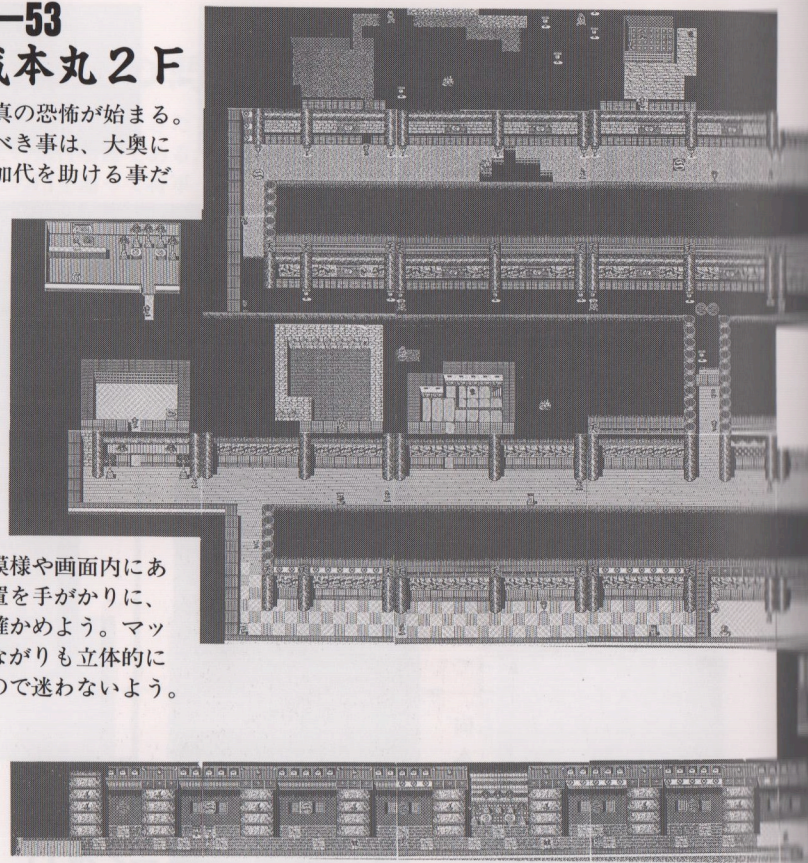 —53
本丸２Ｆ
真の恐怖が始まる。
べき事は、大奥に
加代を助ける事だ
模様や画面内にあ
置を手がかりに、
確かめよう。マッ
ながりも立体的に
ので迷わないよう。